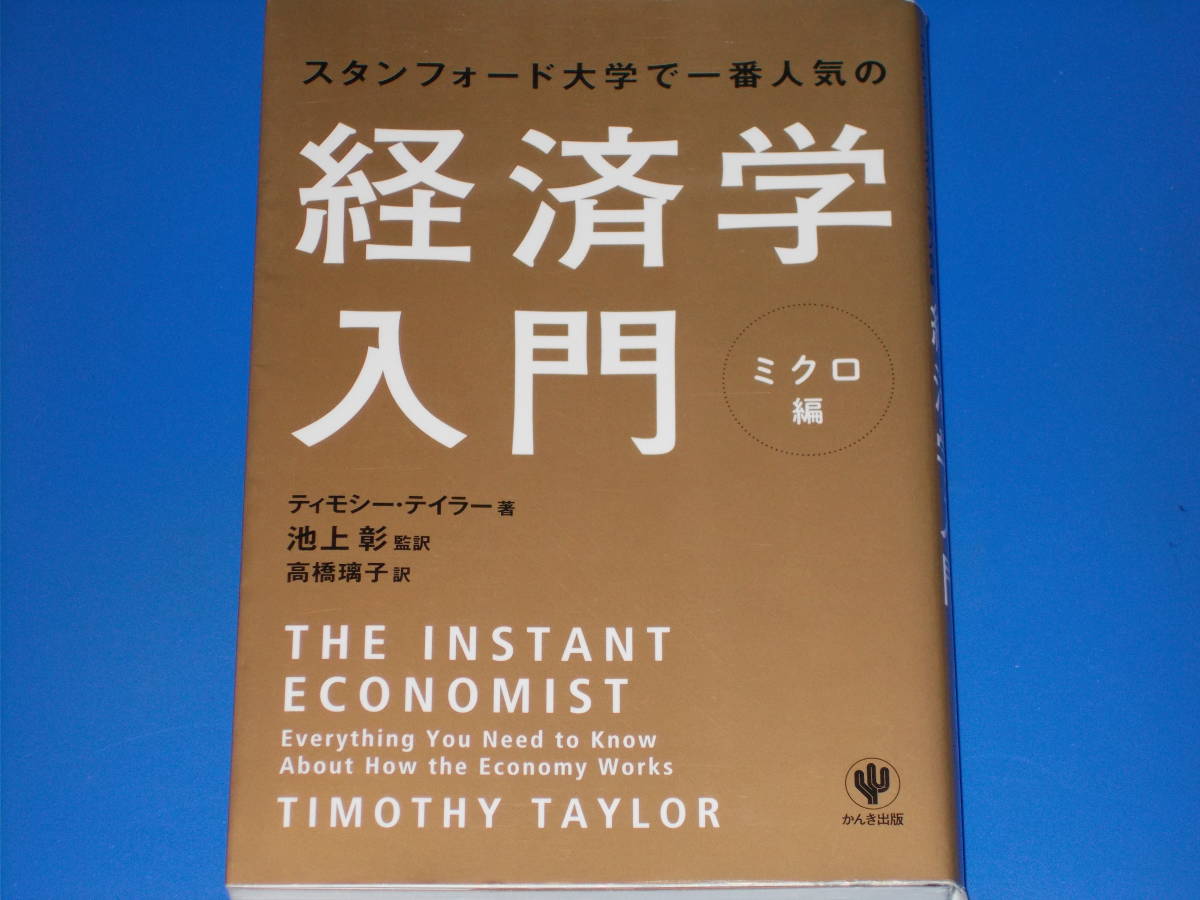 スタンフォード大学で一番人気の
経済学
入門
ミクロ
編
ティモシー・テイラー 著
池上 彰 監訳
高橋璃子 訳
THE INSTANT
ECONOMIST
Everything You Need to Know
About How the Economy Works
TIMOTHY TAYLOR
かんき出版